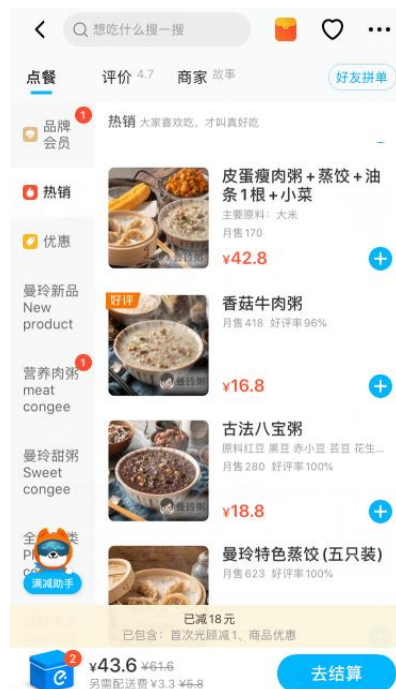 想吃什么搜一搜
点餐 评价 4.7 商家 故事 好友拼单
品牌会员 1
热销 大家喜欢吃，才叫真好吃
热销
优惠
曼玲新品
New
product
营养肉粥 1
meat
congee
曼玲甜粥
Sweet
congee
满减助手
皮蛋瘦肉粥+蒸饺+油
条1根+小菜
主要原料：大米
月售170
¥42.8
好评
香菇牛肉粥
月售418 好评率96%
曼玲粥
¥16.8
古法八宝粥
原料红豆 黑豆 赤小豆 芸豆 花生...
月售280 好评率100%
曼玲粥
¥18.8
曼玲特色蒸饺(五只装)
月售623 好评率100%
已减18元
已包含：首次光顾减1、商品优惠
2
¥43.6 ¥61.6
另需配送费¥3.3 ¥5.8
去结算